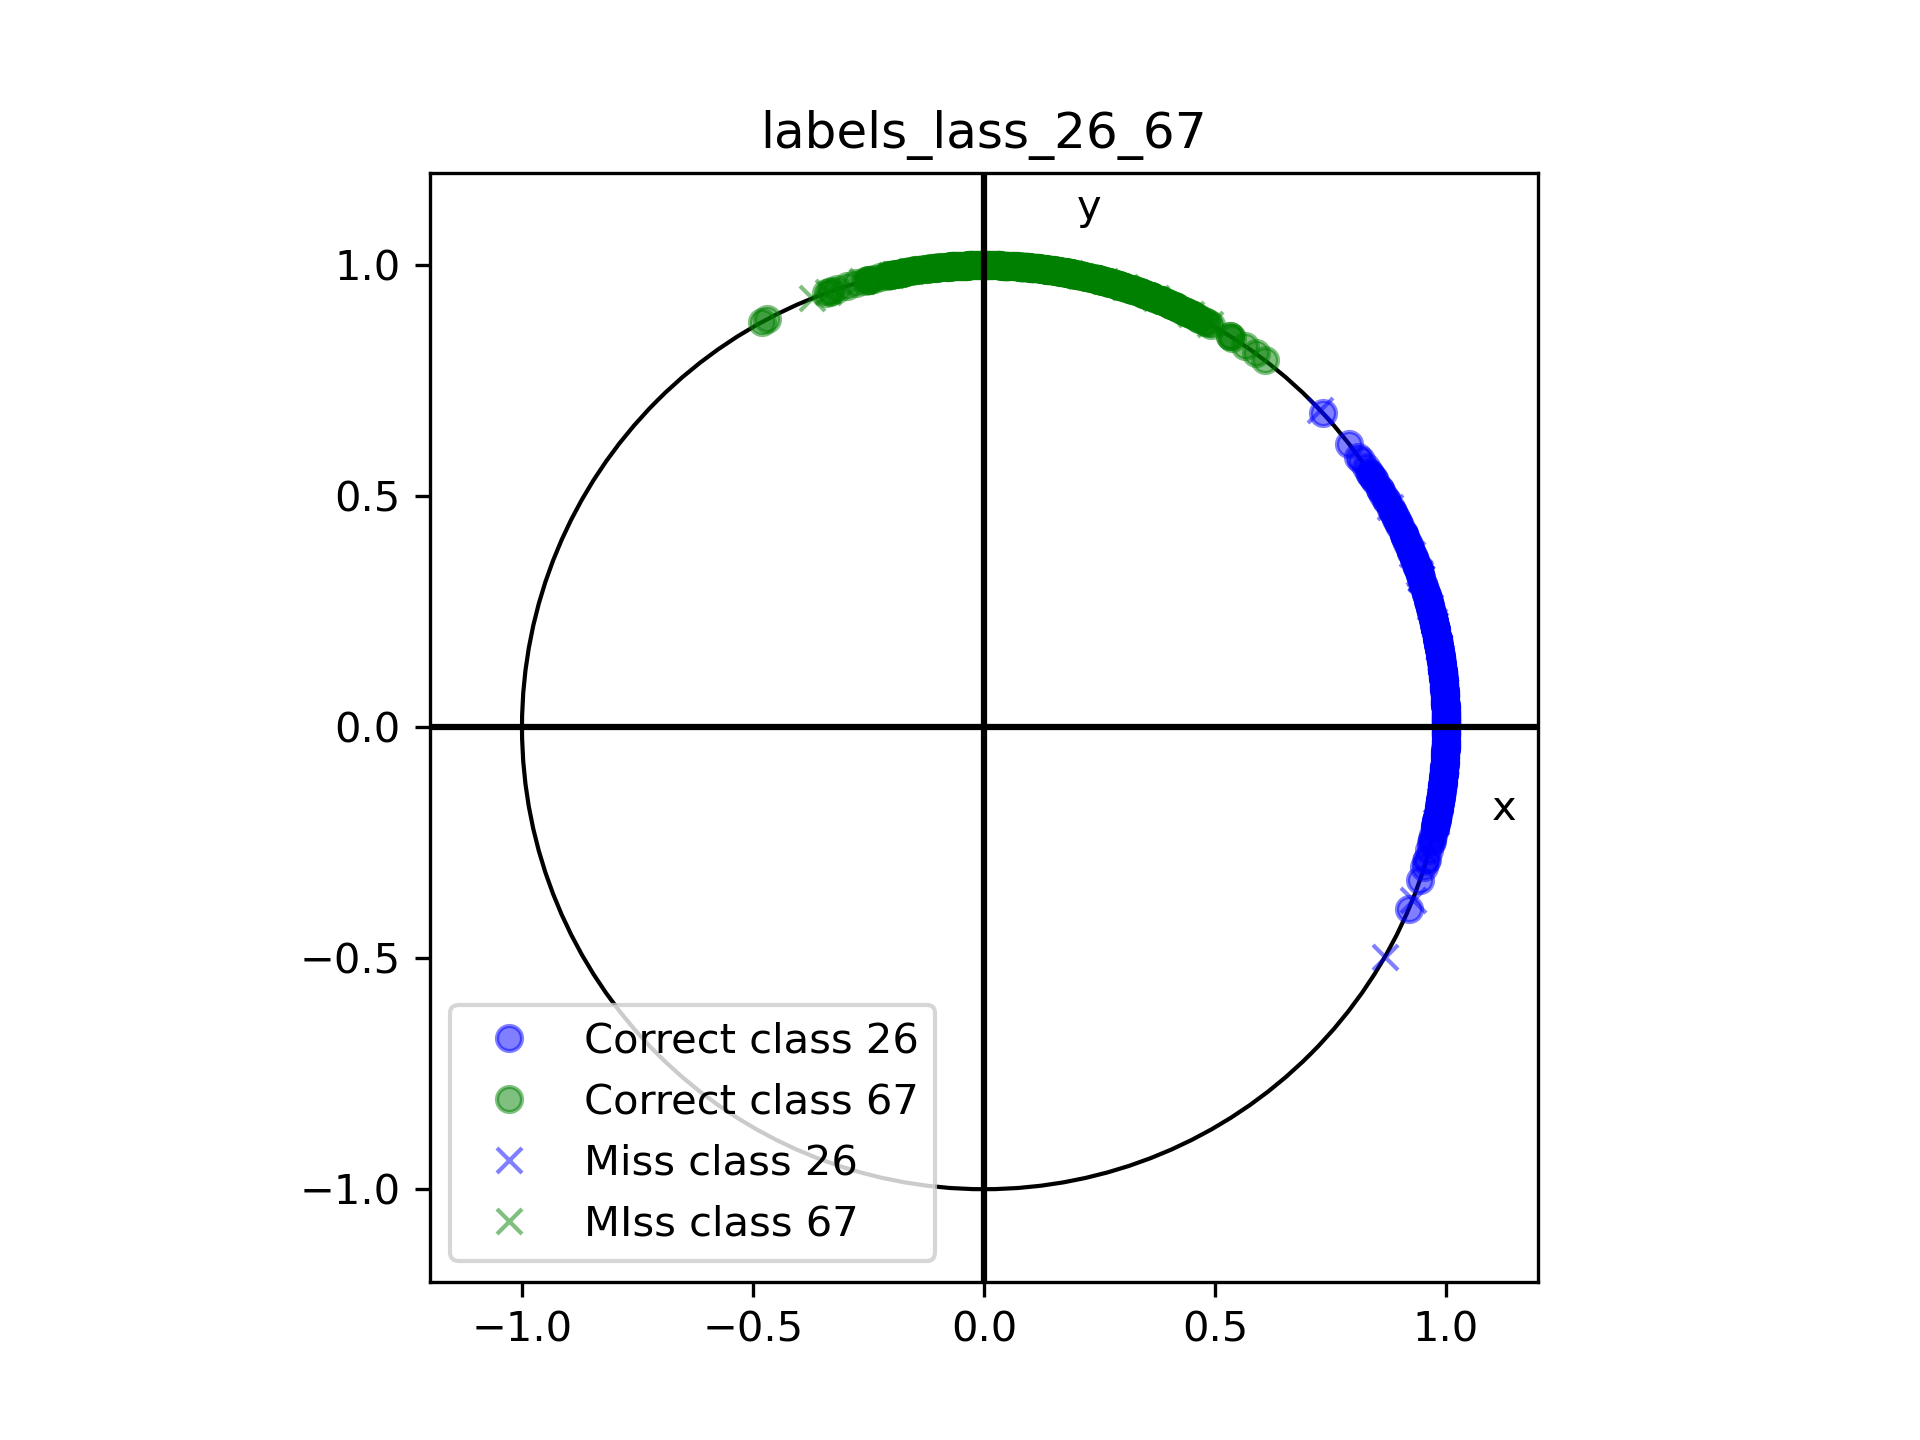 labels_lass_26_67
y
1.0
0.5
0.0
−0.5
−1.0
x
Correct class 26
Correct class 67
Miss class 26
MIss class 67
−1.0 −0.5 0.0 0.5 1.0